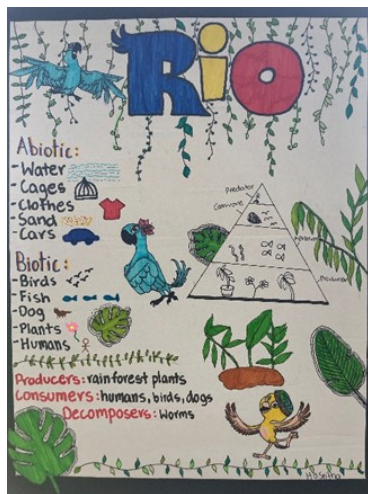 RiO
Abiotic:
- Water
- Cages
- Clothes
- Sand
- Cars
Biotic:
- Birds
- Fish
- Dog
- Plants
- Humans
Predator
Carnivore
Producers: rainforest plants
Consumers: humans, birds, dogs
Decomposers: Worms